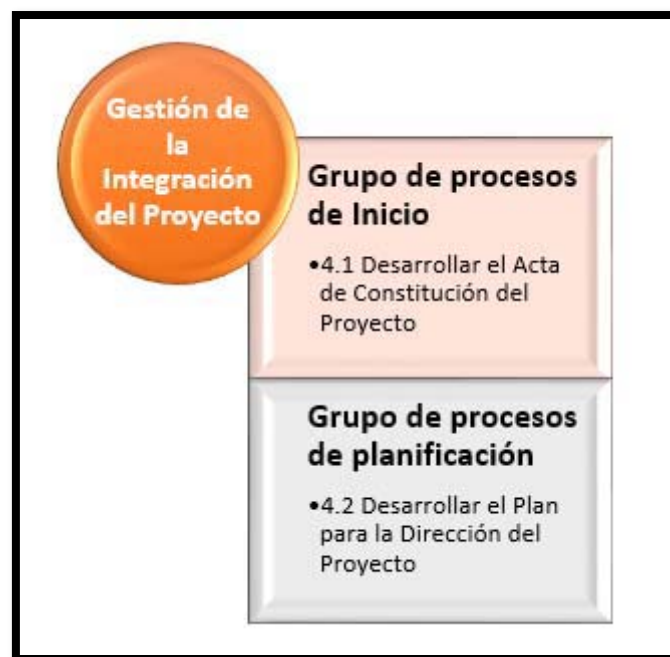 Gestión de
la
Integración
del Proyecto
Grupo de procesos
de Inicio
•4.1 Desarrollar el Acta
de Constitución del
Proyecto
Grupo de procesos
de planificación
•4.2 Desarrollar el Plan
para la Dirección del
Proyecto